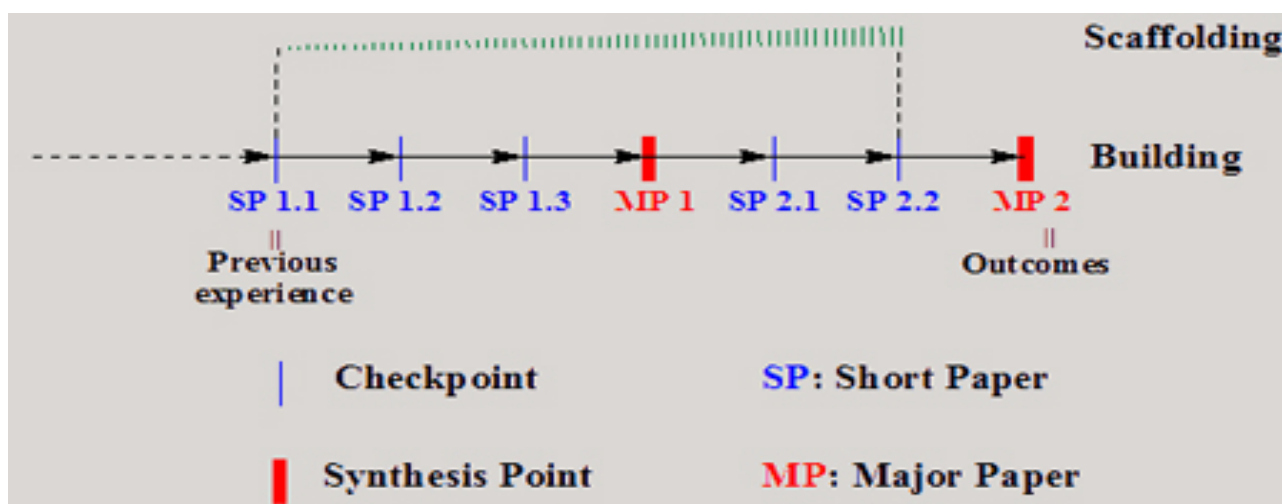 Scaffolding
Building
SP 1.1 SP 1.2 SP 1.3 MP 1 SP 2.1 SP 2.2 MP 2
Previous Outcomes
experience
Checkpoint SP: Short Paper
Synthesis Point MP: Major Paper